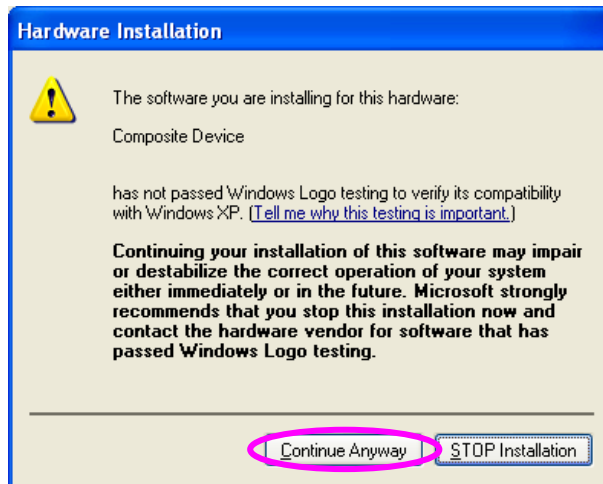 Hardware Installation
The software you are installing for this hardware:
Composite Device
has not passed Windows Logo testing to verify its compatibility
with Windows XP. (Tell me why this testing is important.)
Continuing your installation of this software may impair
or destabilize the correct operation of your system
either immediately or in the future. Microsoft strongly
recommends that you stop this installation now and
contact the hardware vendor for software that has
passed Windows Logo testing.
Continue Anyway STOP Installation